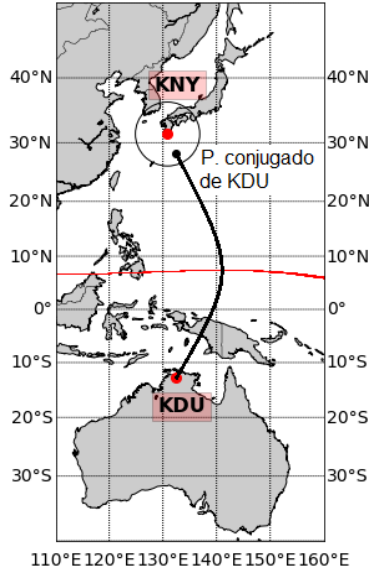 40°N 40°N
KNY
30°N 30°N
P. conjugado
de KDU
20°N 20°N
10°N 10°N
0° 0°
10°S 10°S
20°S 20°S
KDU
30°S 30°S
110°E 120°E 130°E 140°E 150°E 160°E